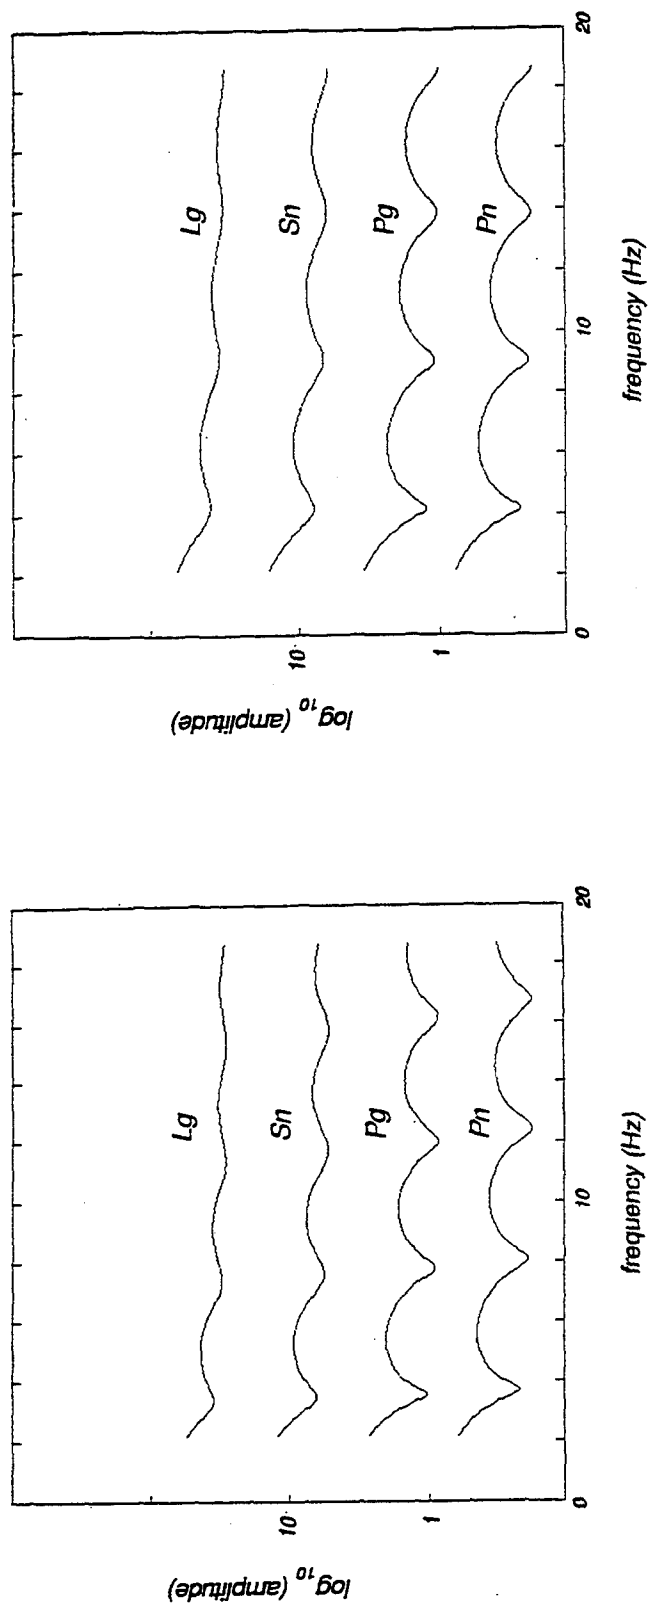 log₁₀ (amplitude)
10
1
Lg
Sn
Pg
Pn
0 10 20
frequency (Hz)
log₁₀ (amplitude)
10
1
Lg
Sn
Pg
Pn
0 10 20
frequency (Hz)